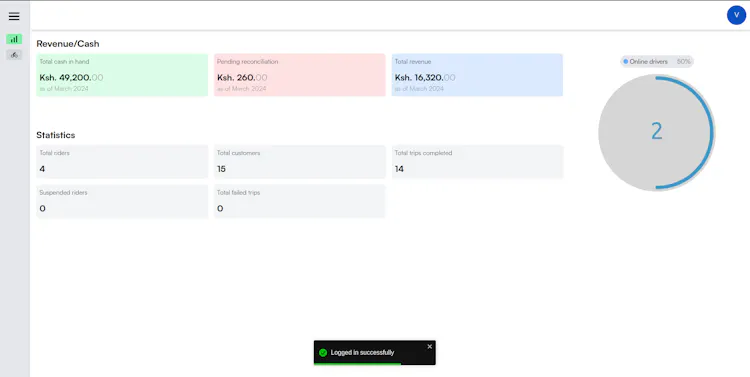 V
Revenue/Cash
Total cash in hand
Ksh. 49,200.00
as of March 2024
Pending reconciliation
Ksh. 260.00
as of March 2024
Total revenue
Ksh. 16,320.00
as of March 2024
Online drivers 50%
2
Statistics
Total riders
4
Total customers
15
Total trips completed
14
Suspended riders
0
Total failed trips
0
Logged in successfully